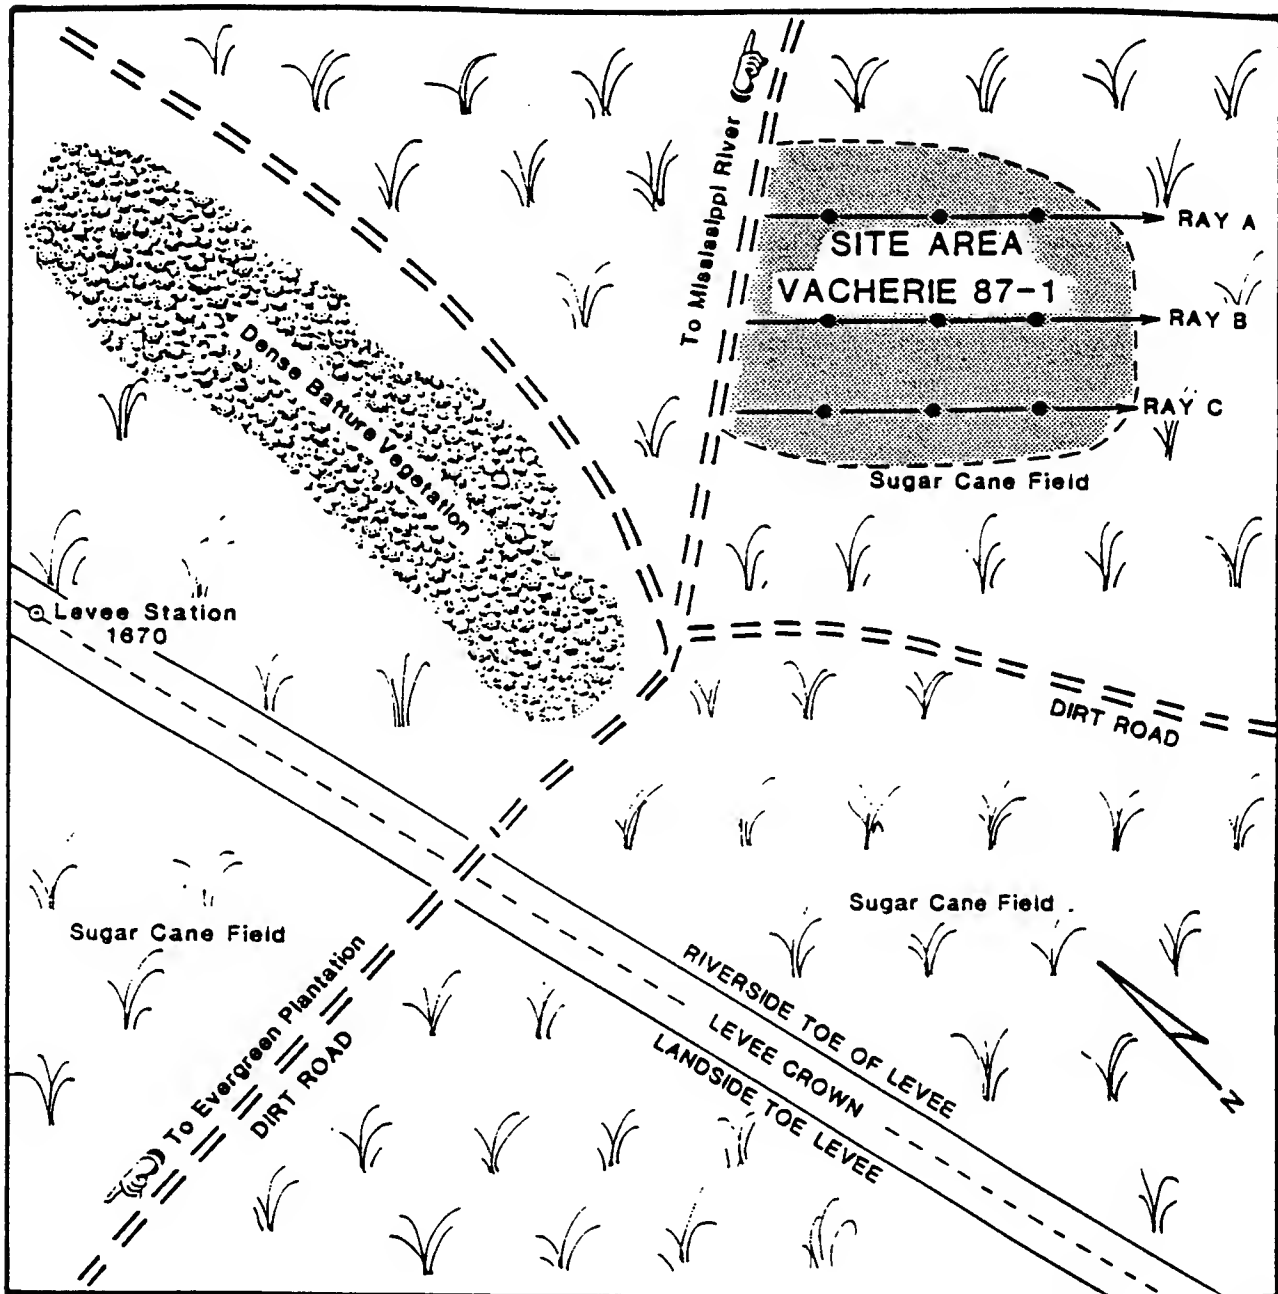 To Mississippi River
RAY A
SITE AREA
VACHERIE 87-1
RAY B
RAY C
Sugar Cane Field
Dense Batture Vegetation
Levee Station
1670
DIRT ROAD
Sugar Cane Field
Sugar Cane Field
To Evergreen Plantation
DIRT ROAD
RIVERSIDE TOE OF LEVEE
LEVEE CROWN
LANDSIDE TOE LEVEE
N